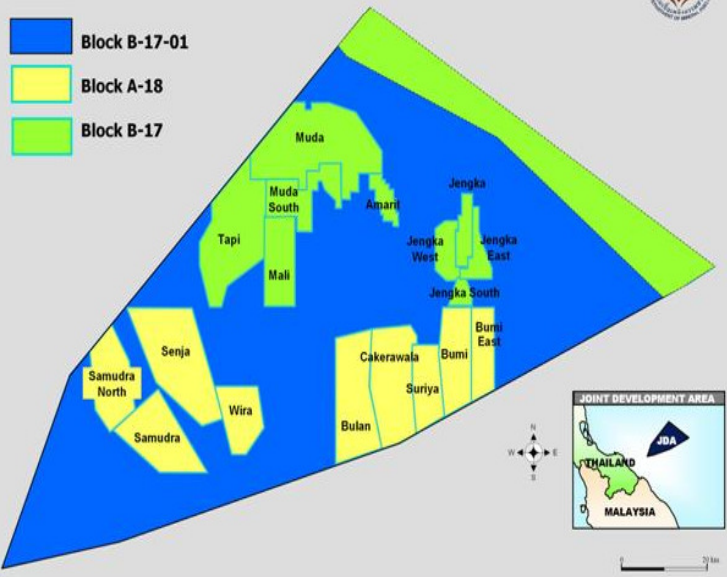 Block B-17-01
Block A-18
Block B-17
Muda
Muda
South
Amarit
Jengka
Tapi
Mali
Jengka
West
Jengka
East
Jengka South
Senja
Samudra
North
Wira
Samudra
Cakerawala
Bumi
Bumi
East
Suriya
Bulan
N
W
E
S
JOINT DEVELOPMENT AREA
JDA
THAILAND
MALAYSIA
0
20 km